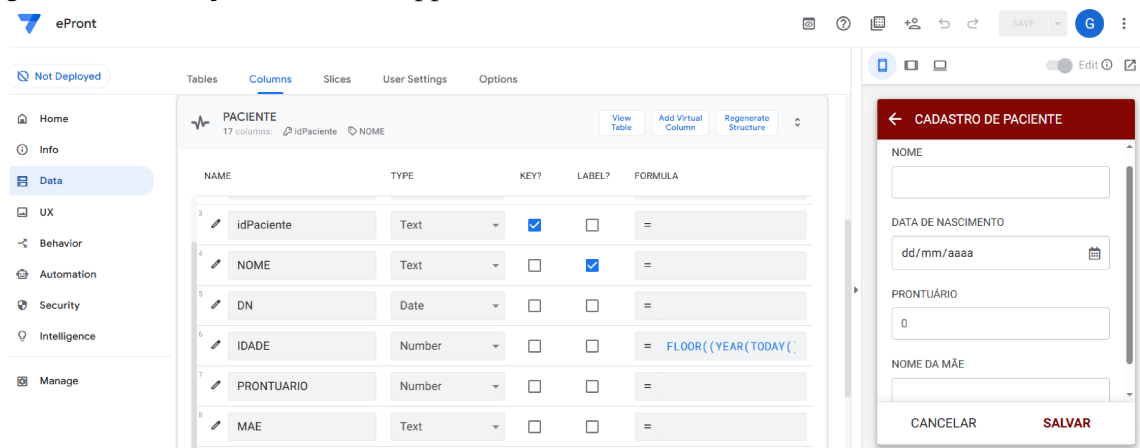 ePront
SAVE
G
Not Deployed
Tables Columns Slices User Settings Options
Edit
Home
Info
Data
UX
Behavior
Automation
Security
Intelligence
Manage
PACIENTE
17 columns: idPaciente NOME
View Table
Add Virtual Column
Regenerate Structure
NAME TYPE KEY? LABEL? FORMULA
3 idPaciente Text =
4 NOME Text =
5 DN Date =
6 IDADE Number = FLOOR((YEAR(TODAY(
7 PRONTUARIO Number =
8 MAE Text =
CADASTRO DE PACIENTE
NOME
DATA DE NASCIMENTO
dd/mm/aaaa
PRONTUÁRIO
0
NOME DA MÃE
CANCELAR SALVAR